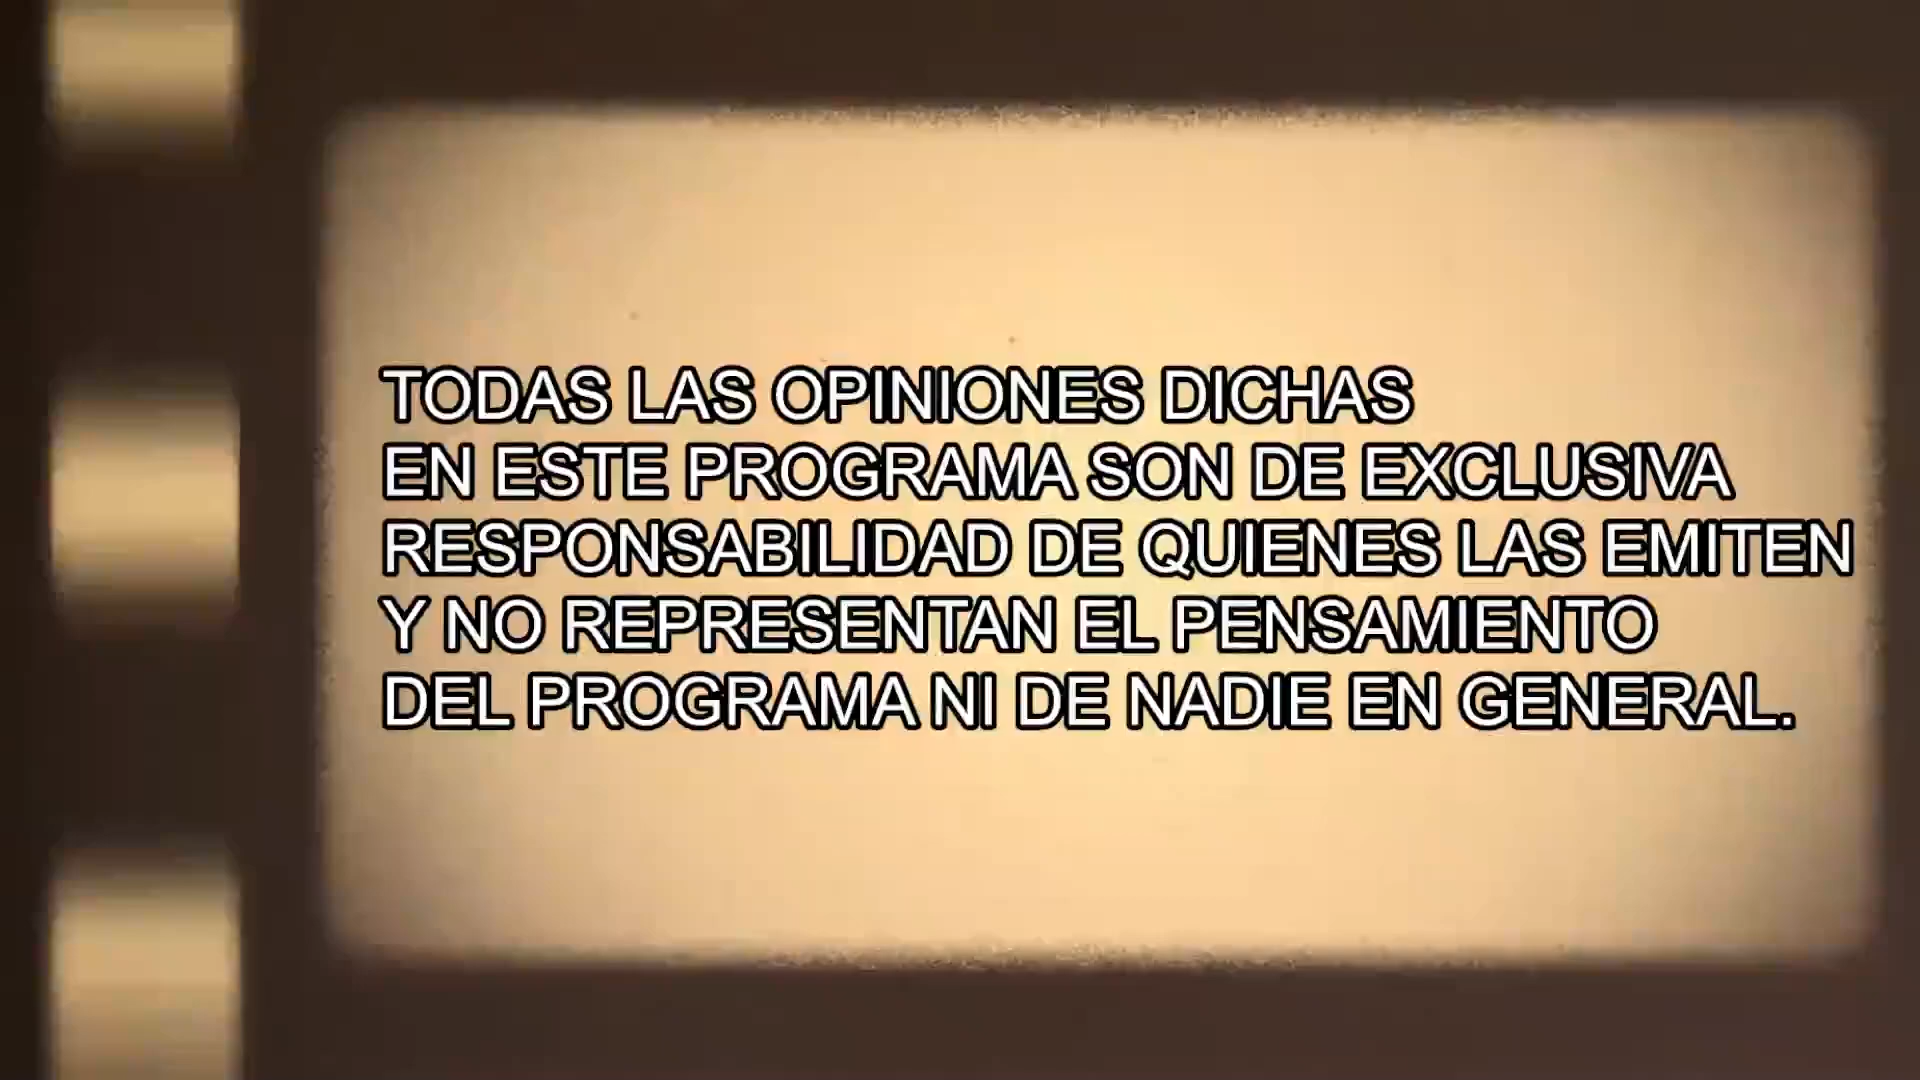 TODAS LAS OPINIONES DICHAS
EN ESTE PROGRAMA SON DE EXCLUSIVA
RESPONSABILIDAD DE QUIENES LAS EMITEN
Y NO REPRESENTAN EL PENSAMIENTO
DEL PROGRAMA NI DE NADIE EN GENERAL.